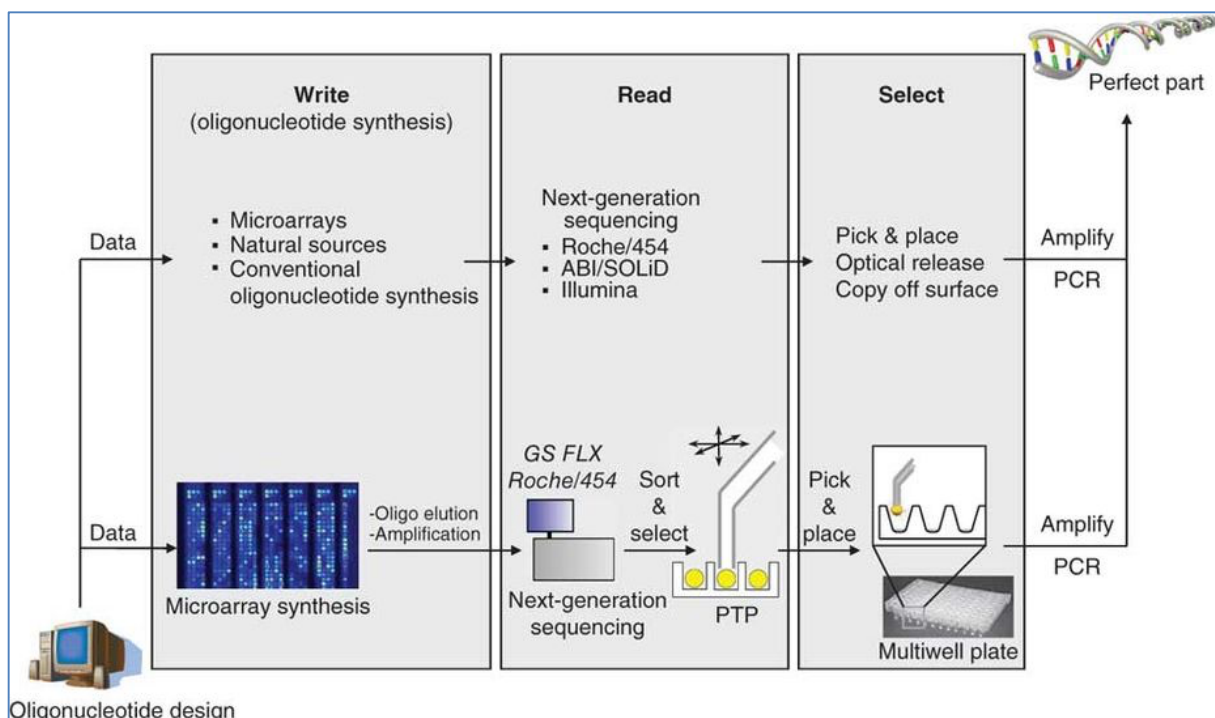 Perfect part
Write
(oligonucleotide synthesis)
▪ Microarrays
▪ Natural sources
▪ Conventional
oligonucleotide synthesis
Read
Next-generation
sequencing
▪ Roche/454
▪ ABI/SOLiD
▪ Illumina
Select
Pick & place
Optical release
Copy off surface
Data
Amplify
PCR
Data
Microarray synthesis
-Oligo elution
-Amplification
GS FLX
Roche/454
Next-generation
sequencing
Sort
&
select
PTP
Pick
&
place
Multiwell plate
Amplify
PCR
Oligonucleotide design